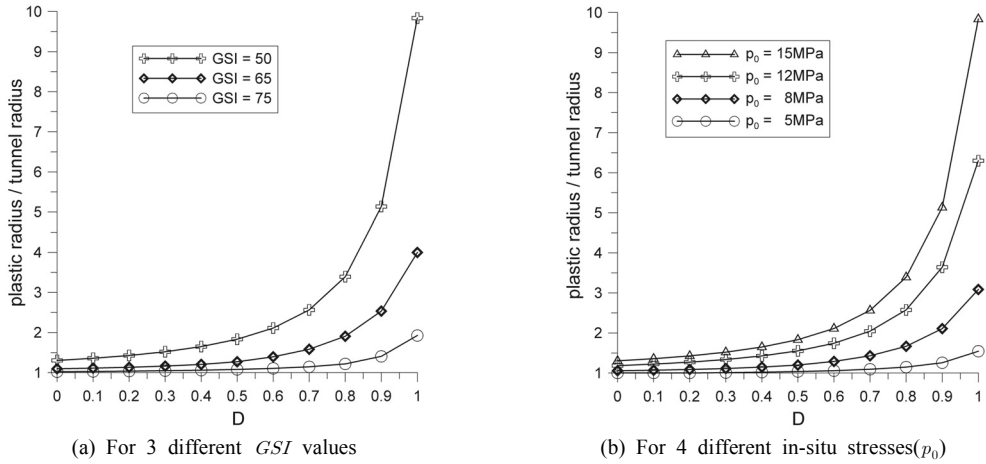 10
9
8
7
6
5
4
3
2
1
plastic radius / tunnel radius
GSI = 50
GSI = 65
GSI = 75
0 0.1 0.2 0.3 0.4 0.5 0.6 0.7 0.8 0.9 1
D
(a) For 3 different GSI values
10
9
8
7
6
5
4
3
2
1
plastic radius / tunnel radius
p₀ = 15MPa
p₀ = 12MPa
p₀ = 8MPa
p₀ = 5MPa
0 0.1 0.2 0.3 0.4 0.5 0.6 0.7 0.8 0.9 1
D
(b) For 4 different in-situ stresses(p₀)